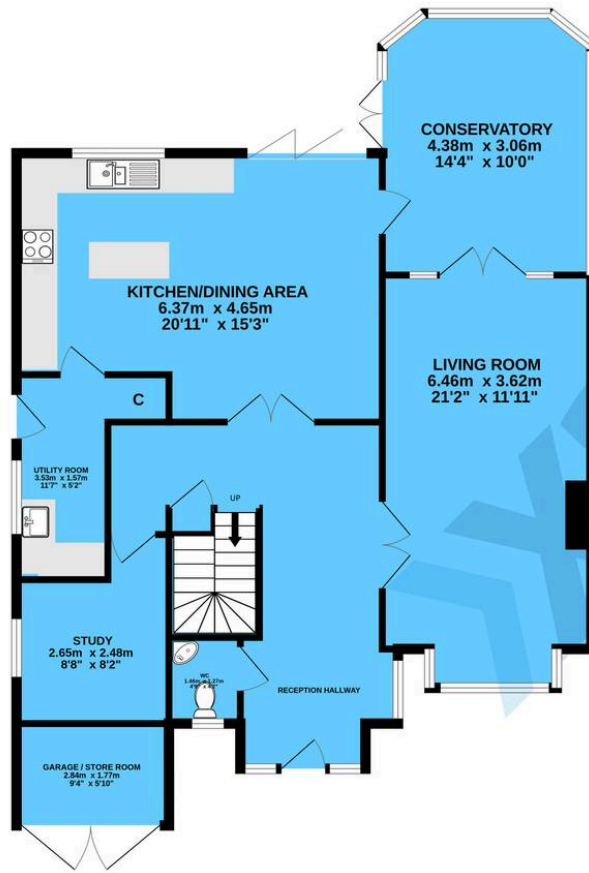 CONSERVATORY
4.38m x 3.06m
14'4" x 10'0"
KITCHEN/DINING AREA
6.37m x 4.65m
20'11" x 15'3"
LIVING ROOM
6.46m x 3.62m
21'2" x 11'11"
C
UTILITY ROOM
3.53m x 1.57m
11'7" x 5'2"
UP
STUDY
2.65m x 2.48m
8'8" x 8'2"
WC
RECEPTION HALLWAY
GARAGE / STORE ROOM
2.84m x 1.77m
9'4" x 5'10"